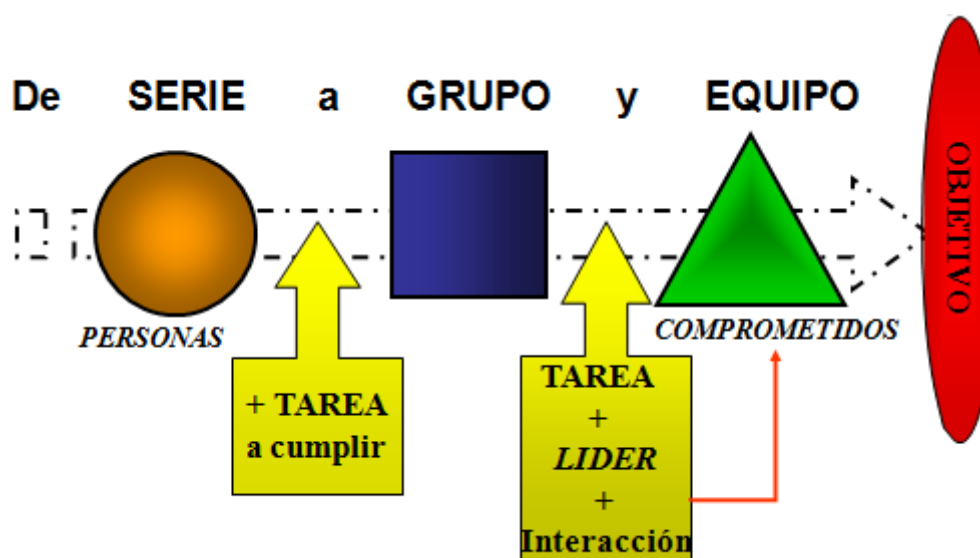 De SERIE a GRUPO y EQUIPO
OBJETIVO
PERSONAS
COMPROMETIDOS
+ TAREA
a cumplir
TAREA
+
LIDER
+
Interacción